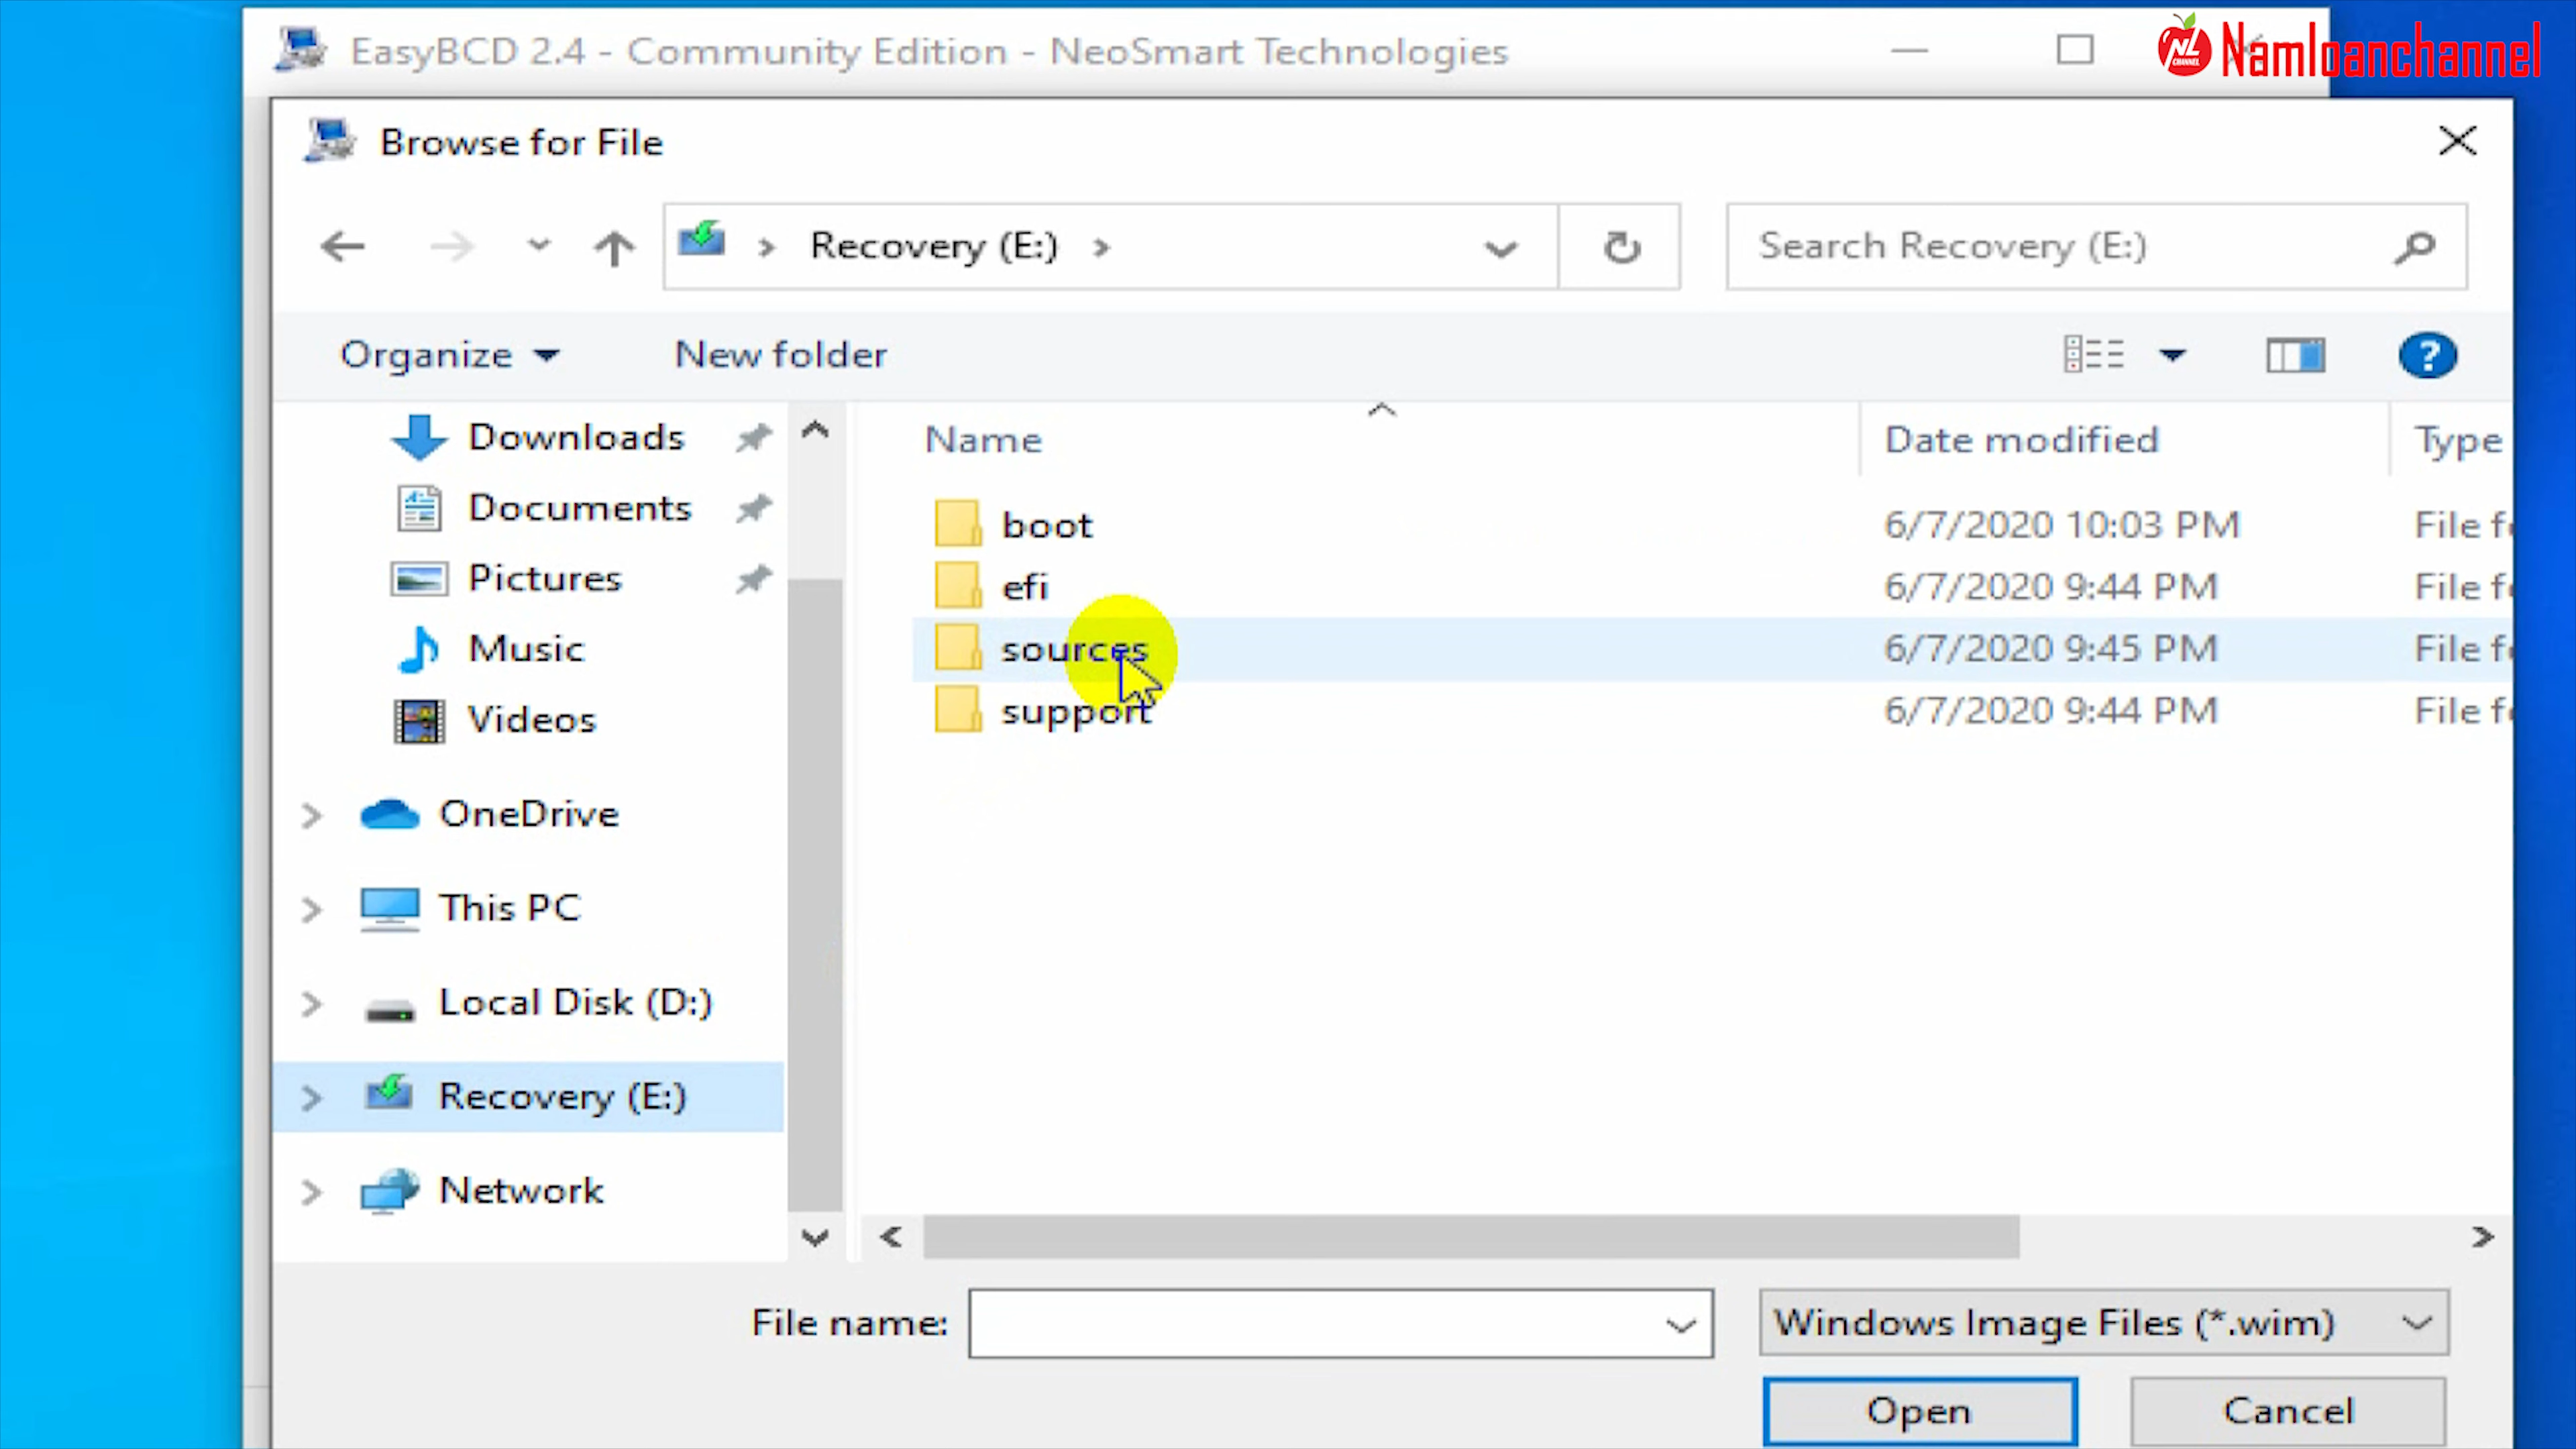 EasyBCD 2.4 - Community Edition - NeoSmart Technologies
NL
CHANNEL
Namloanchannel
Browse for File
Recovery (E:)
Search Recovery (E:)
Organize
New folder
?
Name
Date modified
Type
Downloads
Documents
Pictures
Music
Videos
OneDrive
This PC
Local Disk (D:)
Recovery (E:)
Network
boot
6/7/2020 10:03 PM
File f
efi
6/7/2020 9:44 PM
File f
sources
6/7/2020 9:45 PM
File f
support
6/7/2020 9:44 PM
File f
File name:
Windows Image Files (*.wim)
Open
Cancel